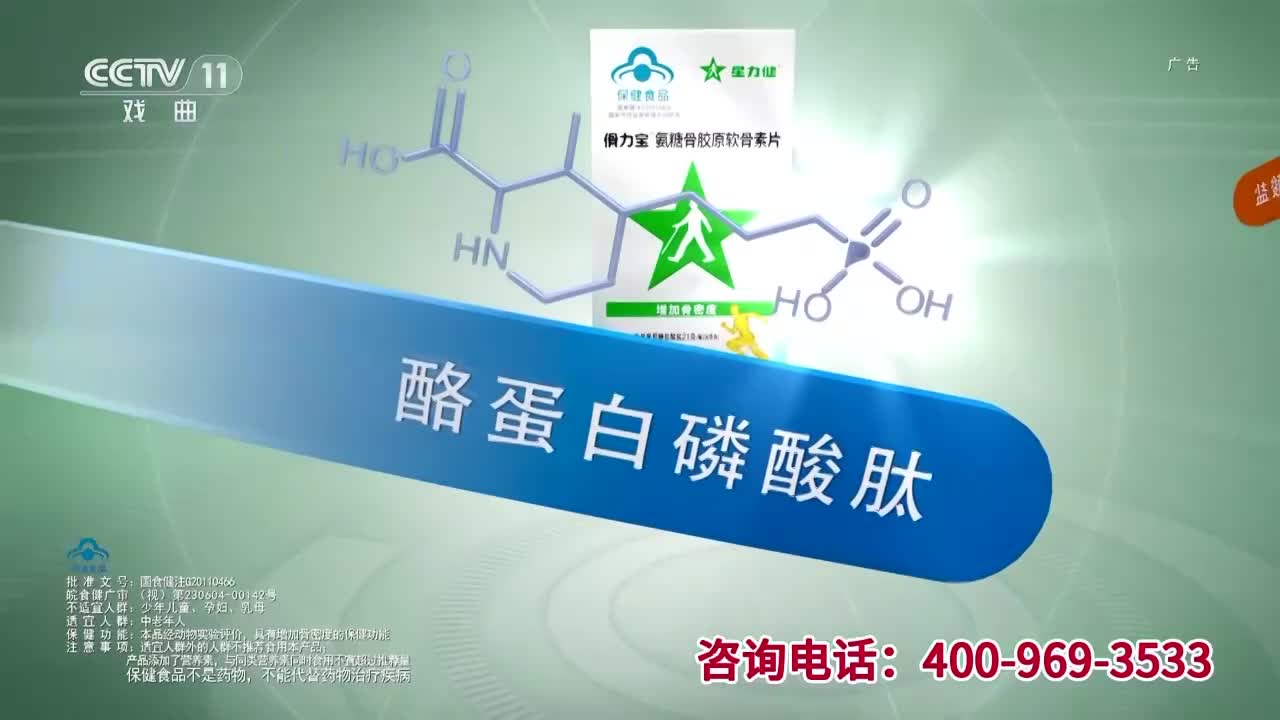 CCTV 11
戏曲
广告
保健食品
星力健
俏力宝 氨糖骨胶原软骨素片
增加骨密度
O
HO
HN
O
HO
OH
酪蛋白磷酸肽
批准文号：国食健注G20110466
皖食健广审（视）第230604-00142号
不适宜人群：少年儿童、孕妇、乳母
适宜人群：中老年人
保健功能：本品经动物实验评价，具有增加骨密度的保健功能
注意事项：适宜人群外的人群不推荐食用本产品；
产品添加了营养素，与同类营养素同时食用不宜超过推荐量
保健食品不是药物，不能代替药物治疗疾病
咨询电话：400-969-3533